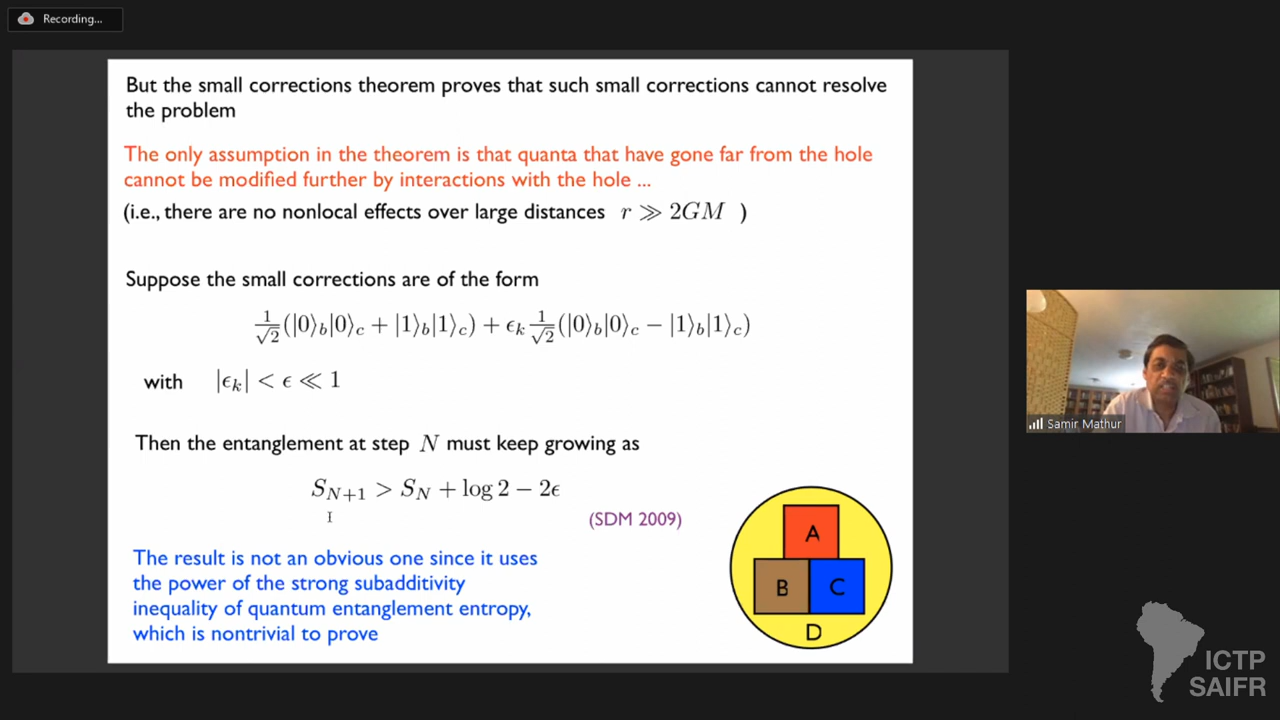 Recording...
But the small corrections theorem proves that such small corrections cannot resolve
the problem
The only assumption in the theorem is that quanta that have gone far from the hole
cannot be modified further by interactions with the hole ...
(i.e., there are no nonlocal effects over large distances r ≫ 2GM )
Suppose the small corrections are of the form
1/√2(|0⟩_b|0⟩_c + |1⟩_b|1⟩_c) + ϵ_k 1/√2(|0⟩_b|0⟩_c − |1⟩_b|1⟩_c)
with |ϵ_k| < ϵ ≪ 1
Then the entanglement at step N must keep growing as
S_{N+1} > S_N + log 2 − 2ϵ
(SDM 2009)
The result is not an obvious one since it uses
the power of the strong subadditivity
inequality of quantum entanglement entropy,
which is nontrivial to prove
A
B C
D
Samir Mathur
ICTP
SAIFR